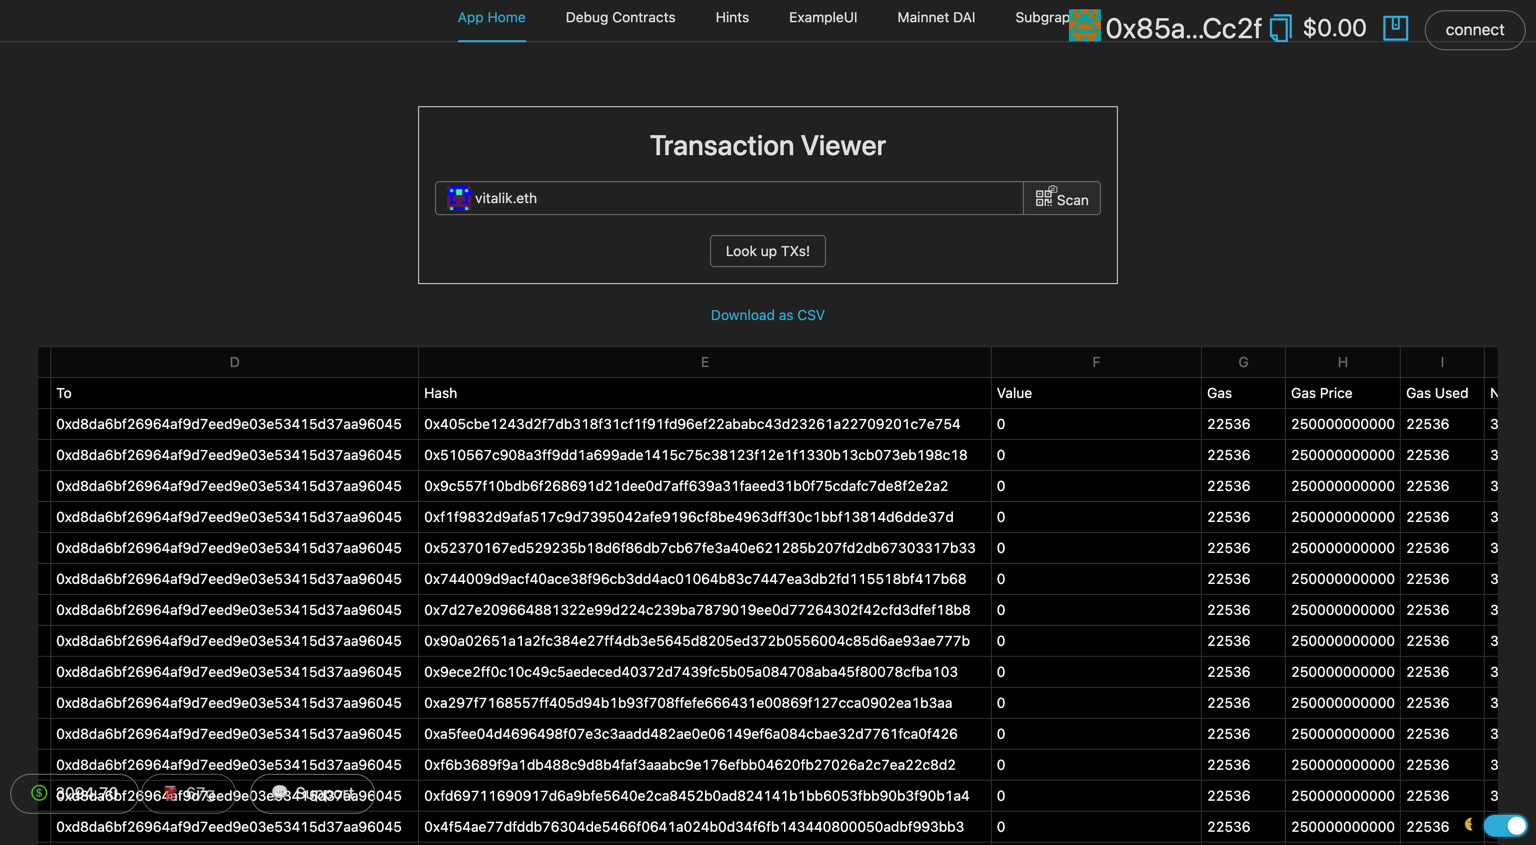 App Home Debug Contracts Hints ExampleUI Mainnet DAI Subgrap
0x85a...Cc2f $0.00 connect
Transaction Viewer
vitalik.eth Scan
Look up TXs!
Download as CSV
D E F G H I
To Hash Value Gas Gas Price Gas Used N
0xd8da6bf26964af9d7eed9e03e53415d37aa96045 0x405cbe1243d2f7db318f31cf1f91fd96ef22ababc43d23261a22709201c7e754 0 22536 250000000000 22536 3
0xd8da6bf26964af9d7eed9e03e53415d37aa96045 0x510567c908a3ff9dd1a699ade1415c75c38123f12e1f1330b13cb073eb198c18 0 22536 250000000000 22536 3
0xd8da6bf26964af9d7eed9e03e53415d37aa96045 0x9c557f10bdb6f268691d21dee0d7aff639a31faeed31b0f75cdafc7de8f2e2a2 0 22536 250000000000 22536 3
0xd8da6bf26964af9d7eed9e03e53415d37aa96045 0xf1f9832d9afa517c9d7395042afe9196cf8be4963dff30c1bbf13814d6dde37d 0 22536 250000000000 22536 3
0xd8da6bf26964af9d7eed9e03e53415d37aa96045 0x52370167ed529235b18d6f86db7cb67fe3a40e621285b207fd2db67303317b33 0 22536 250000000000 22536 3
0xd8da6bf26964af9d7eed9e03e53415d37aa96045 0x744009d9acf40ace38f96cb3dd4ac01064b83c7447ea3db2fd115518bf417b68 0 22536 250000000000 22536 3
0xd8da6bf26964af9d7eed9e03e53415d37aa96045 0x7d27e209664881322e99d224c239ba7879019ee0d77264302f42cfd3dfef18b8 0 22536 250000000000 22536 3
0xd8da6bf26964af9d7eed9e03e53415d37aa96045 0x90a02651a1a2fc384e27ff4db3e5645d8205ed372b0556004c85d6ae93ae777b 0 22536 250000000000 22536 3
0xd8da6bf26964af9d7eed9e03e53415d37aa96045 0x9ece2ff0c10c49c5aedeced40372d7439fc5b05a084708aba45f80078cfba103 0 22536 250000000000 22536 3
0xd8da6bf26964af9d7eed9e03e53415d37aa96045 0xa297f7168557ff405d94b1b93f708ffefe666431e00869f127cca0902ea1b3aa 0 22536 250000000000 22536 3
0xd8da6bf26964af9d7eed9e03e53415d37aa96045 0xa5fee04d4696498f07e3c3aadd482ae0e06149ef6a084cbae32d7761fca0f426 0 22536 250000000000 22536 3
0xd8da6bf26964af9d7eed9e03e53415d37aa96045 0xf6b3689f9a1db488c9d8b4faf3aaabc9e176efbb04620fb27026a2c7ea22c8d2 0 22536 250000000000 22536 3
0xd8da6bf26964af9d7eed9e03e53415d37aa96045 0xfd69711690917d6a9bfe5640e2ca8452b0ad824141b1bb6053fbb90b3f90b1a4 0 22536 250000000000 22536 3
3094.70 67g Support
0xd8da6bf26964af9d7eed9e03e53415d37aa96045 0x4f54ae77dfddb76304de5466f0641a024b0d34f6fb143440800050adbf993bb3 0 22536 250000000000 22536 3